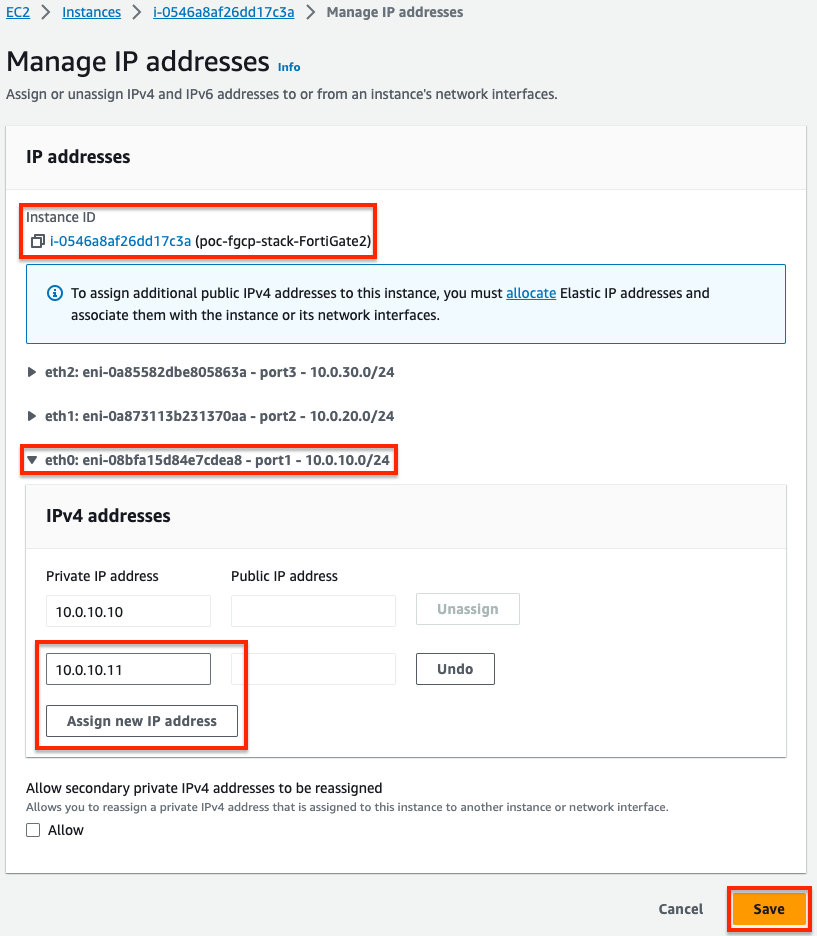 EC2 > Instances > i-0546a8af26dd17c3a > Manage IP addresses
Manage IP addresses Info
Assign or unassign IPv4 and IPv6 addresses to or from an instance's network interfaces.
IP addresses
Instance ID
i-0546a8af26dd17c3a (poc-fgcp-stack-FortiGate2)
To assign additional public IPv4 addresses to this instance, you must allocate Elastic IP addresses and
associate them with the instance or its network interfaces.
eth2: eni-0a85582dbe805863a - port3 - 10.0.30.0/24
eth1: eni-0a873113b231370aa - port2 - 10.0.20.0/24
eth0: eni-08bfa15d84e7cdea8 - port1 - 10.0.10.0/24
IPv4 addresses
Private IP address Public IP address
10.0.10.10 Unassign
10.0.10.11 Undo
Assign new IP address
Allow secondary private IPv4 addresses to be reassigned
Allows you to reassign a private IPv4 address that is assigned to this instance to another instance or network interface.
Allow
Cancel Save